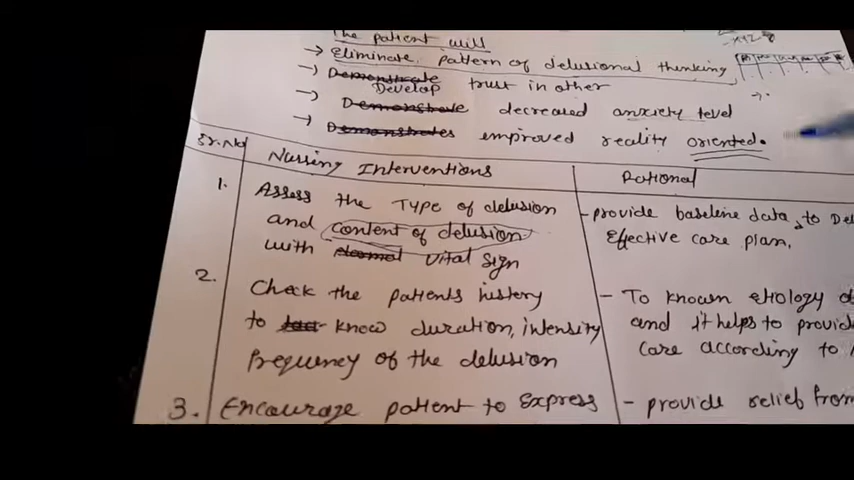 The patient will
→ Eliminate pattern of delusional thinking
→ Demonstrate Develop trust in other
→ Demonstrate decreased anxiety level
→ Demonstrates emproved reality oriented.
Sr.No Nursing Interventions Rational
1. Assess the Type of delusion - provide baseline data, to De
and content of delusion Effective care plan,
with vital sign
2. Check the patients history - To known etiology
to know duration, intensity and it helps to provid
frequency of the delusion care according to
3. Encourage patient to Express - provide relief from